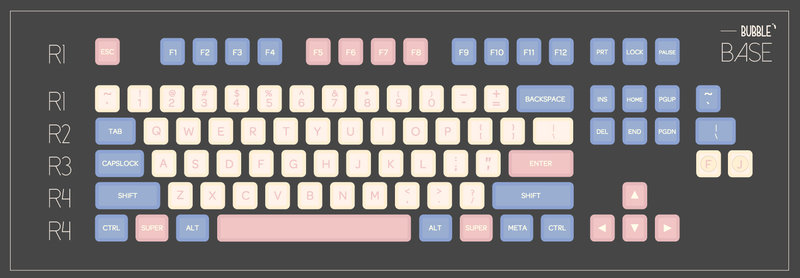 BUBBLE`
BASE
R1 ESC F1 F2 F3 F4 F5 F6 F7 F8 F9 F10 F11 F12 PRT LOCK PAUSE
R1 ~ ! @ # $ % ^ & * ( ) _ + BACKSPACE INS HOME PGUP ~
` 1 2 3 4 5 6 7 8 9 0 - = `
R2 TAB Q W E R T Y U I O P { } | DEL END PGDN |
[ ] \ \
R3 CAPSLOCK A S D F G H J K L : " ENTER F J
; '
R4 SHIFT Z X C V B N M < > ? SHIFT ▲
, . /
R4 CTRL SUPER ALT ALT SUPER META CTRL ◀ ▼ ▶